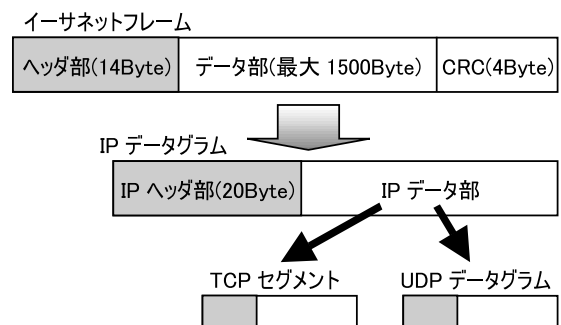 イーサネットフレーム
ヘッダ部(14Byte) データ部(最大 1500Byte) CRC(4Byte)
IP データグラム
IP ヘッダ部(20Byte) IP データ部
TCP セグメント UDP データグラム